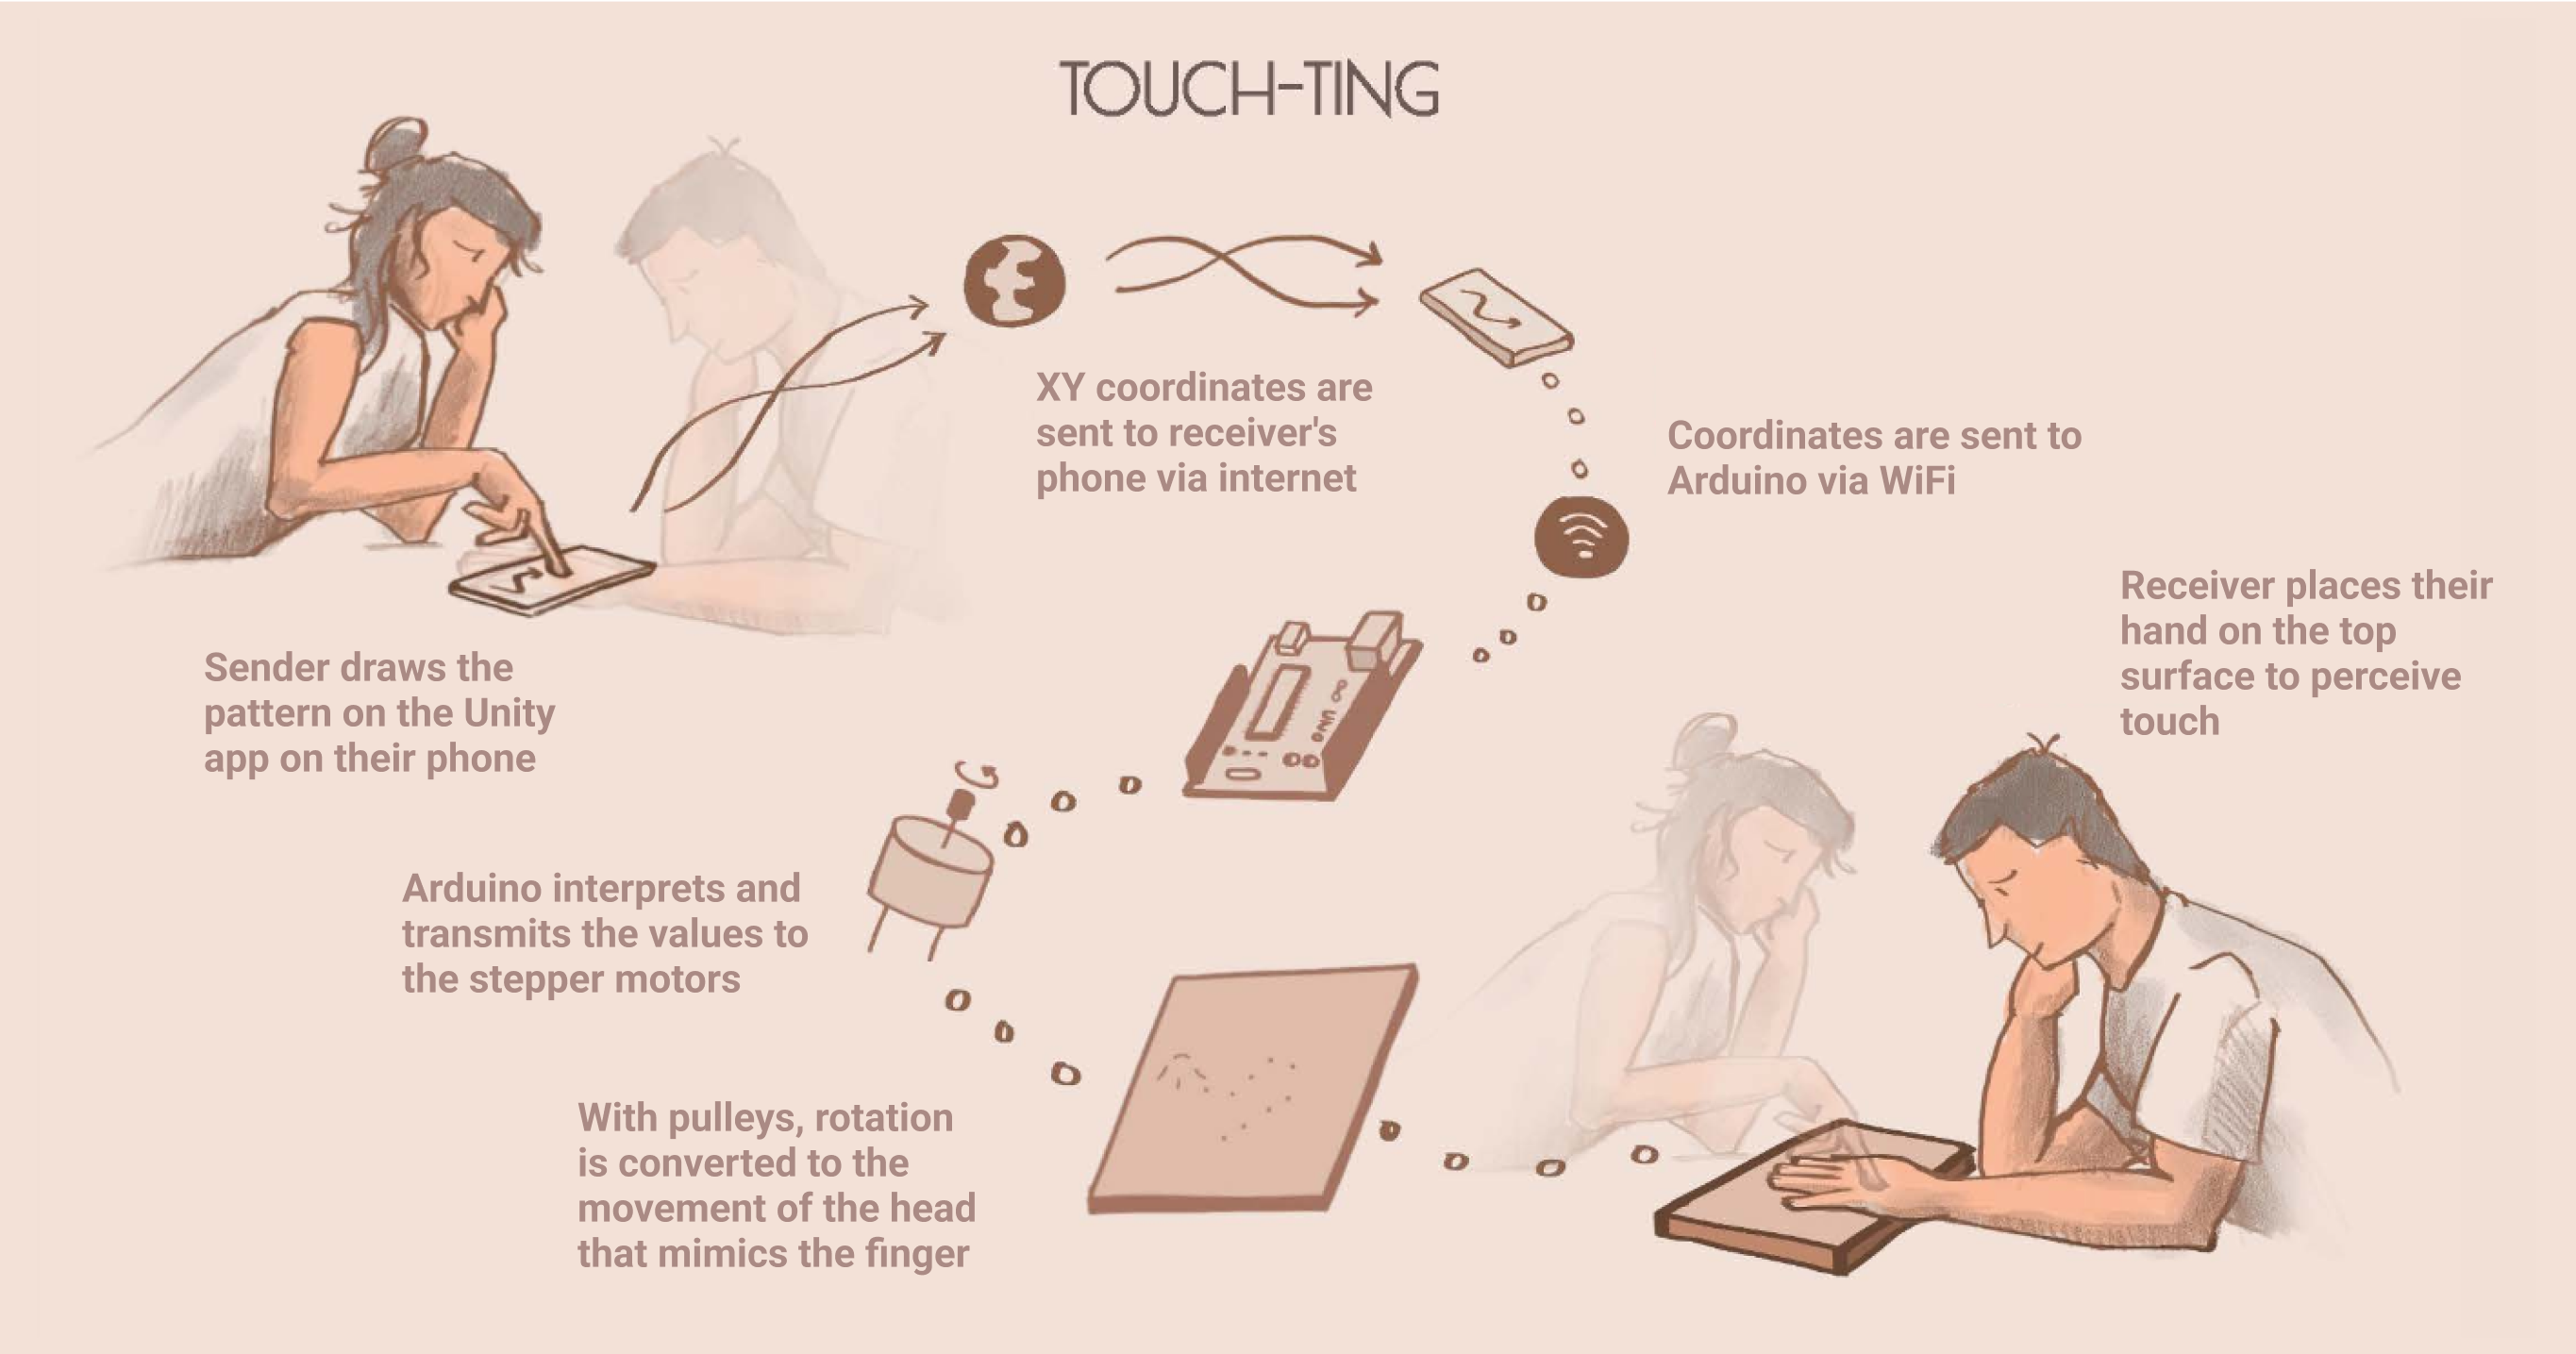 TOUCH-TING
XY coordinates are
sent to receiver's
phone via internet
Coordinates are sent to
Arduino via WiFi
Receiver places their
hand on the top
surface to perceive
touch
Sender draws the
pattern on the Unity
app on their phone
UNO
Arduino interprets and
transmits the values to
the stepper motors
With pulleys, rotation
is converted to the
movement of the head
that mimics the finger